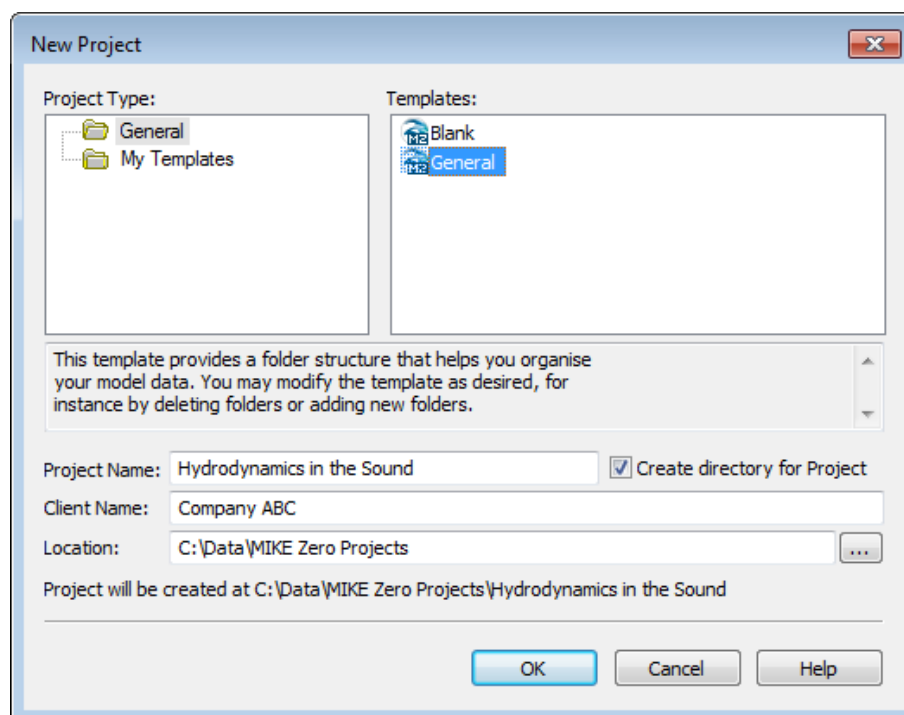 New Project
Project Type:
Templates:
General
My Templates
MZ Blank
MZ General
This template provides a folder structure that helps you organise
your model data. You may modify the template as desired, for
instance by deleting folders or adding new folders.
Project Name: Hydrodynamics in the Sound
Create directory for Project
Client Name: Company ABC
Location: C:\Data\MIKE Zero Projects
...
Project will be created at C:\Data\MIKE Zero Projects\Hydrodynamics in the Sound
OK
Cancel
Help